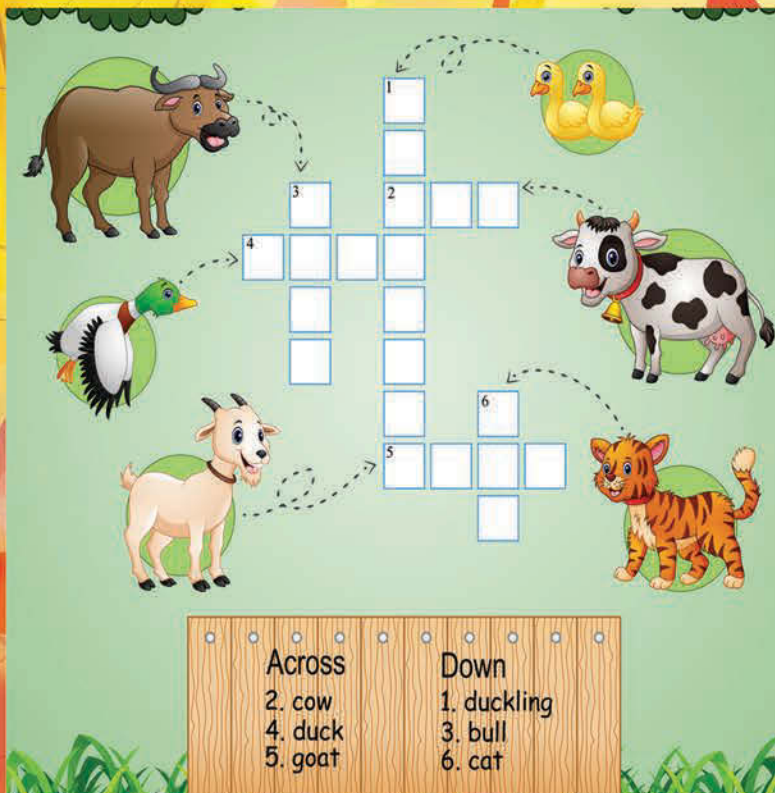 1
3
2
4
6
5
Across
2. cow
4. duck
5. goat
Down
1. duckling
3. bull
6. cat